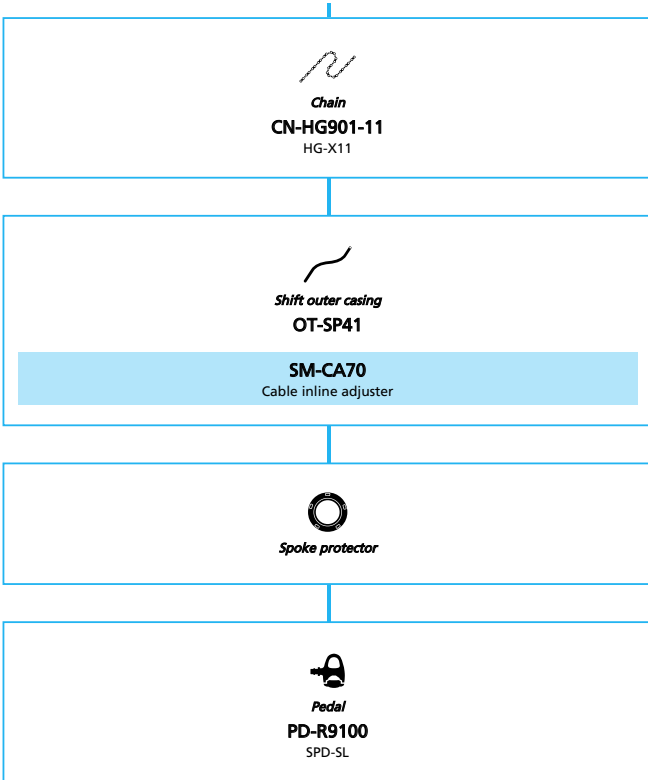 Chain
CN-HG901-11
HG-X11
Shift outer casing
OT-SP41
SM-CA70
Cable inline adjuster
Spoke protector
Pedal
PD-R9100
SPD-SL